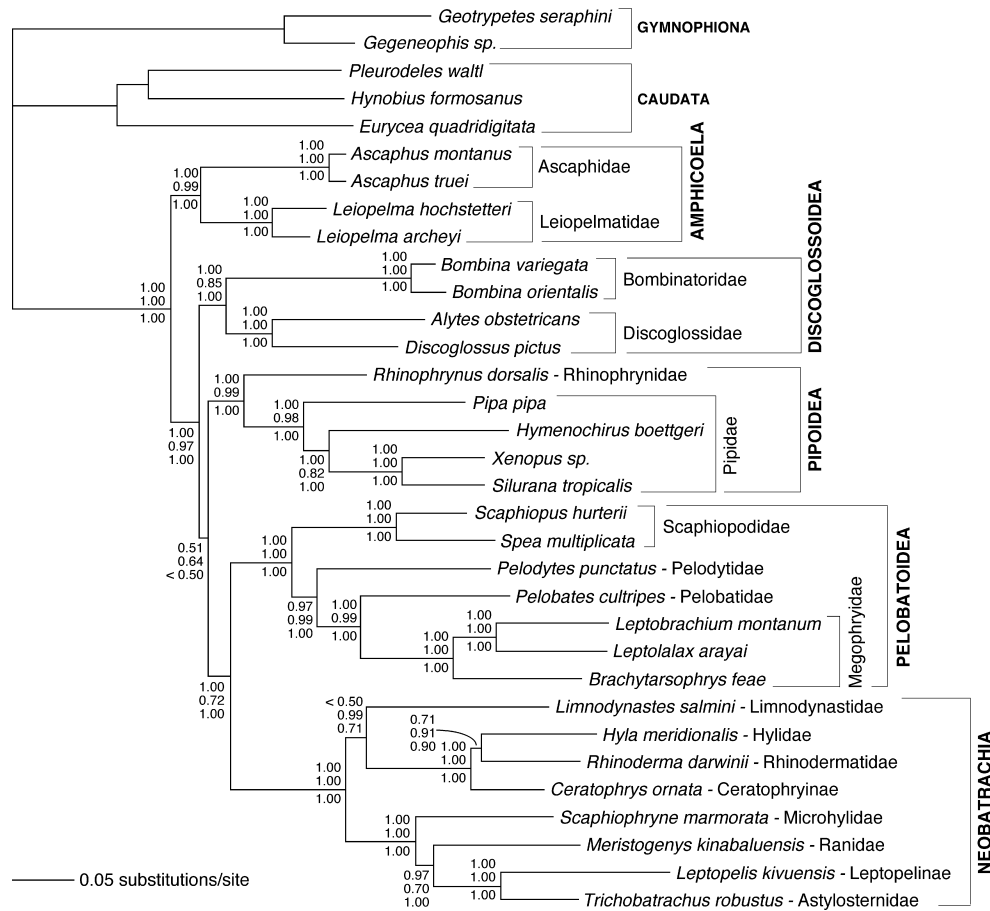 Geotrypetes seraphini
GYMNOPHIONA
Gegeneophis sp.
Pleurodeles waltl
Hynobius formosanus
CAUDATA
Eurycea quadridigitata
1.00
1.00
1.00
Ascaphus montanus
Ascaphidae
Ascaphus truei
AMPHICOELA
1.00
0.99
1.00
1.00
1.00
1.00
Leiopelma hochstetteri
Leiopelmatidae
Leiopelma archeyi
1.00
1.00
1.00
1.00
1.00
1.00
Bombina variegata
Bombinatoridae
Bombina orientalis
DISCOGLOSSOIDEA
1.00
0.85
1.00
1.00
1.00
1.00
Alytes obstetricans
Discoglossidae
Discoglossus pictus
1.00
0.97
1.00
1.00
0.99
1.00
Rhinophrynus dorsalis - Rhinophrynidae
PIPOIDEA
1.00
0.98
1.00
Pipa pipa
Pipidae
Hymenochirus boettgeri
1.00
0.82
1.00
1.00
1.00
1.00
Xenopus sp.
Silurana tropicalis
0.51
0.64
< 0.50
1.00
1.00
1.00
Scaphiopus hurterii
Scaphiopodidae
Spea multiplicata
PELOBATOIDEA
1.00
1.00
1.00
Pelodytes punctatus - Pelodytidae
0.97
0.99
1.00
1.00
0.99
1.00
Pelobates cultripes - Pelobatidae
Megophryidae
1.00
1.00
1.00
1.00
1.00
1.00
Leptobrachium montanum
Leptolalax arayai
Brachytarsophrys feae
1.00
0.72
1.00
< 0.50
0.99
0.71
Limnodynastes salmini - Limnodynastidae
0.71
0.91
0.90
Hyla meridionalis - Hylidae
1.00
1.00
1.00
Rhinoderma darwinii - Rhinodermatidae
Ceratophrys ornata - Ceratophryinae
NEOBATRACHIA
1.00
1.00
1.00
1.00
1.00
1.00
Scaphiophryne marmorata - Microhylidae
Meristogenys kinabaluensis - Ranidae
0.97
0.70
1.00
1.00
1.00
1.00
Leptopelis kivuensis - Leptopelinae
Trichobatrachus robustus - Astylosternidae
0.05 substitutions/site